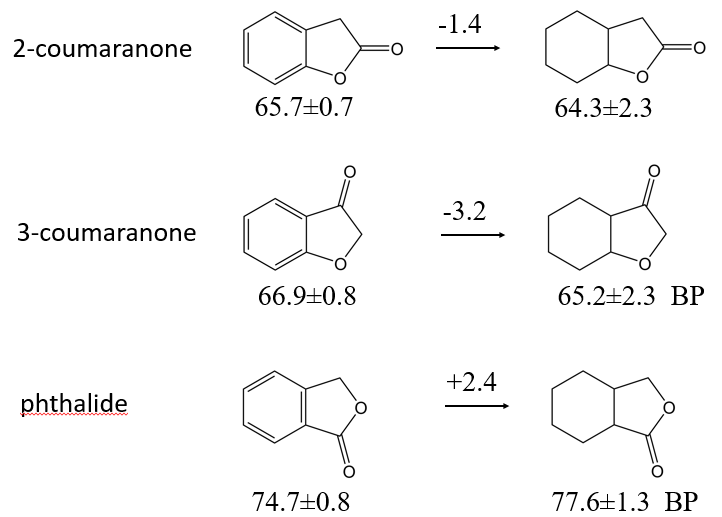 2-coumaranone
O
O
-1.4
O
O
65.7±0.7
64.3±2.3
3-coumaranone
O
O
-3.2
O
O
66.9±0.8
65.2±2.3 BP
phthalide
O
O
+2.4
O
O
74.7±0.8
77.6±1.3 BP